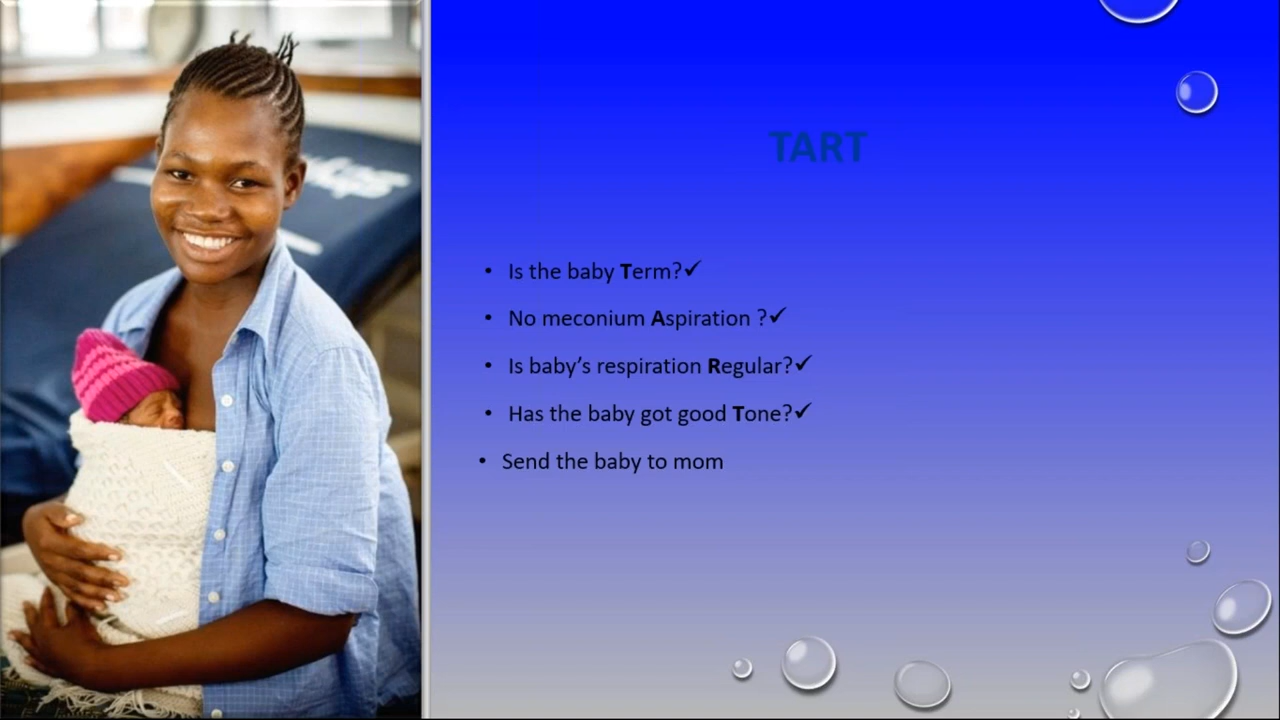 TART
• Is the baby Term?✔
• No meconium Aspiration ?✔
• Is baby’s respiration Regular?✔
• Has the baby got good Tone?✔
• Send the baby to mom